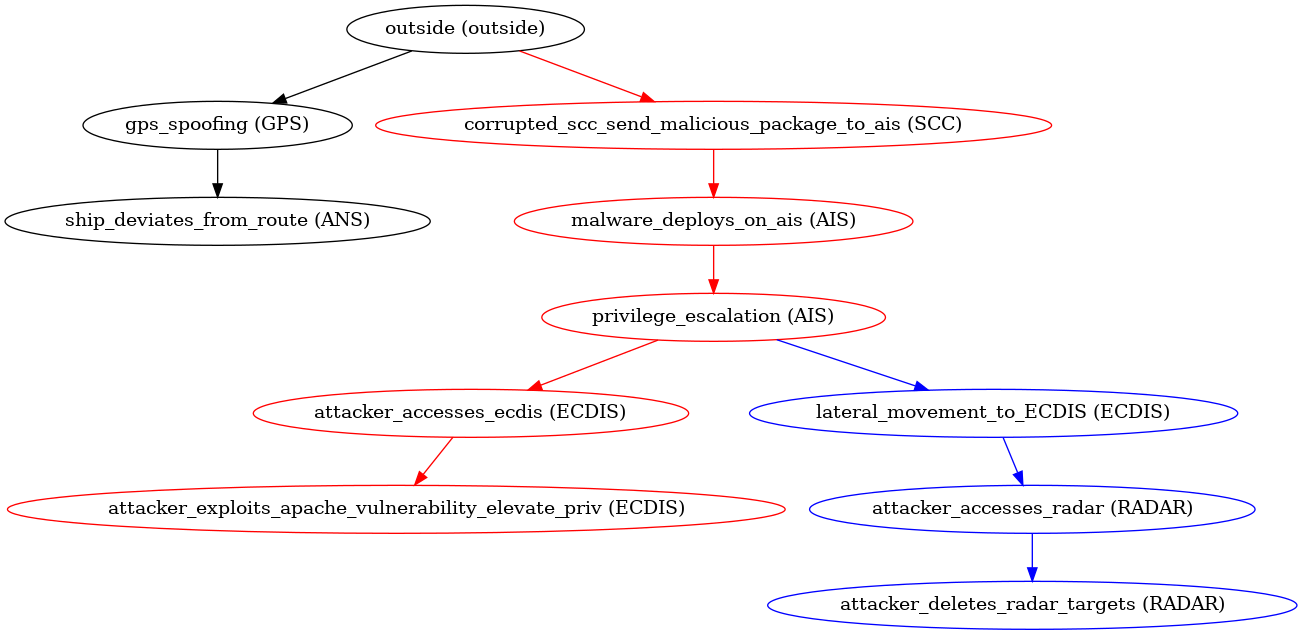 outside (outside)
gps_spoofing (GPS)
corrupted_scc_send_malicious_package_to_ais (SCC)
ship_deviates_from_route (ANS)
malware_deploys_on_ais (AIS)
privilege_escalation (AIS)
attacker_accesses_ecdis (ECDIS)
lateral_movement_to_ECDIS (ECDIS)
attacker_exploits_apache_vulnerability_elevate_priv (ECDIS)
attacker_accesses_radar (RADAR)
attacker_deletes_radar_targets (RADAR)